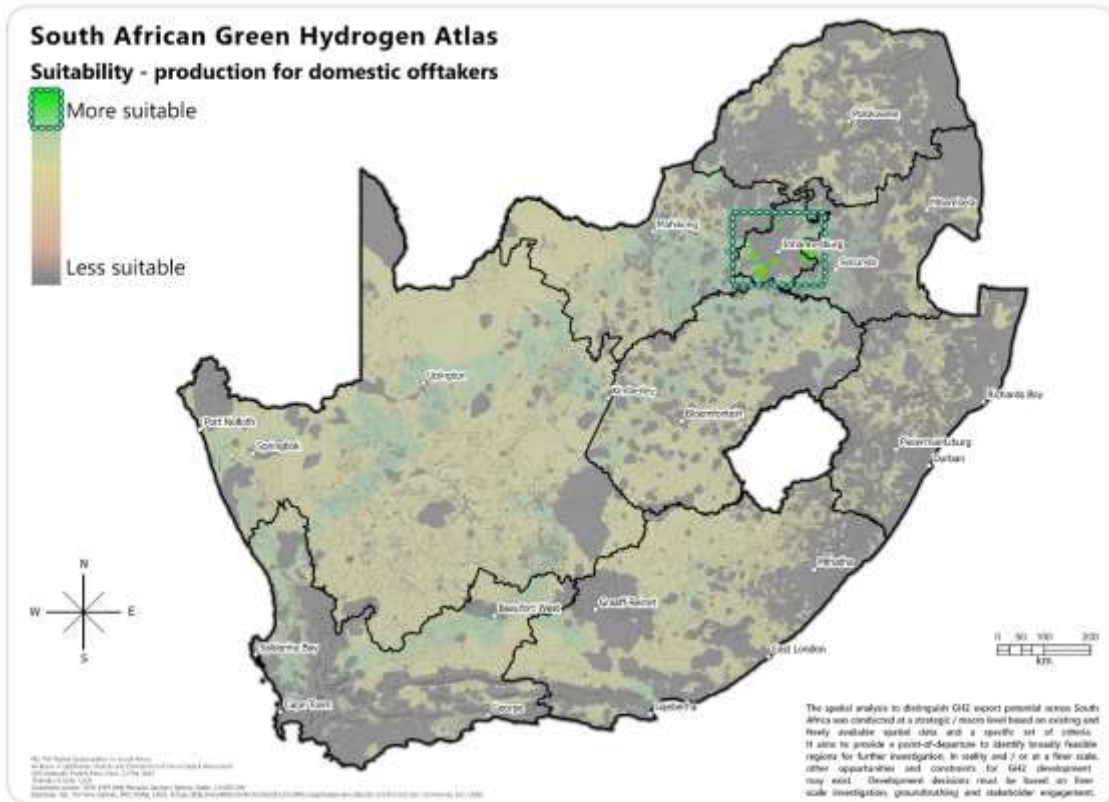 South African Green Hydrogen Atlas
Suitability - production for domestic offtakers
More suitable
Less suitable
Polokwane
Mbombela
Mahikeng
Johannesburg
Secunda
Upington
Kimberley
Bloemfontein
Richards Bay
Port Nolloth
Springbok
Pietermaritzburg
Durban
Mthatha
N
W
E
S
Beaufort West
Graaff-Reinet
East London
Saldanha Bay
Cape Town
George
Gqeberha
0 50 100 200
km
The spatial analysis to distinguish GH2 export potential across South
Africa was conducted at a strategic / macro level based on existing and
freely available spatial data and a specific set of criteria.
It aims to provide a point-of-departure to identify broadly feasible
regions for further investigation. In reality and / or at a finer scale,
other opportunities and constraints for GH2 development
may exist. Development decisions must be based on finer
scale investigation, groundtruthing and stakeholder engagement.